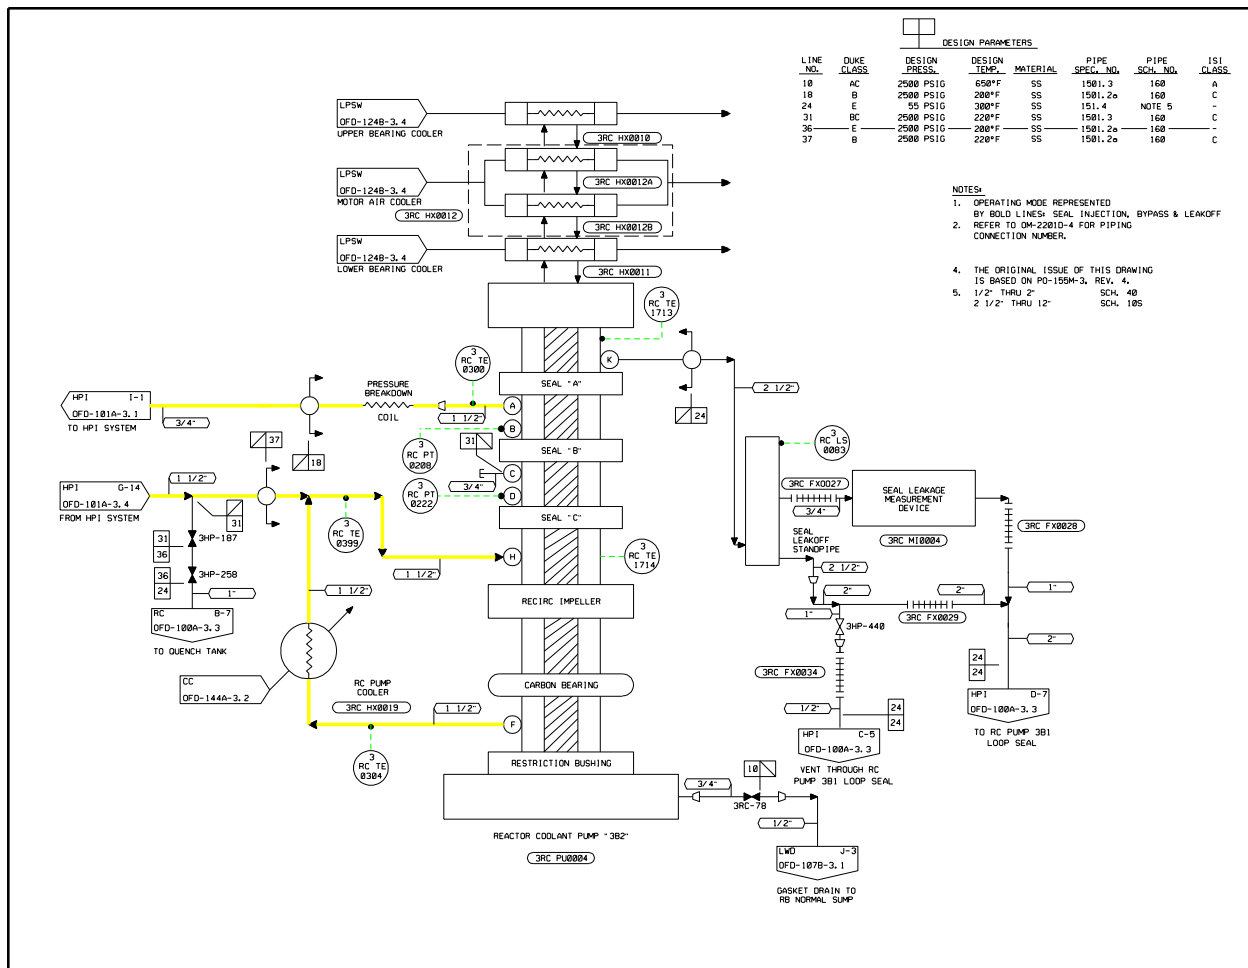 DESIGN PARAMETERS
LINE NO. DUKE CLASS DESIGN PRESS. DESIGN TEMP. MATERIAL PIPE SPEC. NO. PIPE SCH. NO. ISI CLASS
10 AC 2500 PSIG 650°F SS 1501.3 160 A
18 B 2500 PSIG 200°F SS 1501.2a 160 C
24 E 55 PSIG 300°F SS 151.4 NOTE 5 -
31 BC 2500 PSIG 220°F SS 1501.3 160 C
36 E 2500 PSIG 200°F SS 1501.2a 160 -
37 B 2500 PSIG 220°F SS 1501.2a 160 C
NOTES:
1. OPERATING MODE REPRESENTED
BY BOLD LINES: SEAL INJECTION, BYPASS & LEAKOFF
2. REFER TO OM-2201D-4 FOR PIPING
CONNECTION NUMBER.
4. THE ORIGINAL ISSUE OF THIS DRAWING
IS BASED ON PO-155M-3, REV. 4.
5. 1/2" THRU 2" SCH. 40
2 1/2" THRU 12" SCH. 10S
LPSW
OFD-124B-3.4
UPPER BEARING COOLER
3RC HX0010
LPSW
OFD-124B-3.4
MOTOR AIR COOLER
3RC HX0012
3RC HX0012A
3RC HX0012B
LPSW
OFD-124B-3.4
LOWER BEARING COOLER
3RC HX0011
3
RC TE
1713
K
3
RC TE
0300
SEAL "A"
PRESSURE
BREAKDOWN
COIL
HPI I-1
OFD-101A-3.1
TO HPI SYSTEM
3/4"
1 1/2"
A
B
2 1/2"
24
37
18
3
RC PT
0208
31
SEAL "B"
3
RC LS
0083
C
3/4"
D
3
RC PT
0222
HPI G-14
OFD-101A-3.4
FROM HPI SYSTEM
1 1/2"
31
3
RC TE
0399
SEAL "C"
3RC FX0027
3/4"
SEAL LEAKAGE
MEASUREMENT
DEVICE
3RC MI0004
3RC FX0028
SEAL
LEAKOFF
STANDPIPE
3HP-187
31
36
H
1 1/2"
3
RC TE
1714
2 1/2"
3HP-258
36
24
1"
1 1/2"
RECIRC IMPELLER
2"
2"
1"
1"
3RC FX0029
3HP-440
2"
RC B-7
OFD-100A-3.3
TO QUENCH TANK
CC
OFD-144A-3.2
RC PUMP
COOLER
3RC HX0019
CARBON BEARING
3RC FX0034
24
24
HPI D-7
OFD-100A-3.3
TO RC PUMP 3B1
LOOP SEAL
1 1/2"
F
1/2"
24
24
HPI C-5
OFD-100A-3.3
VENT THROUGH RC
PUMP 3B1 LOOP SEAL
3
RC TE
0304
RESTRICTION BUSHING
10
3/4"
3RC-78
1/2"
REACTOR COOLANT PUMP "3B2"
3RC PU0004
LWD J-3
OFD-107B-3.1
GASKET DRAIN TO
RB NORMAL SUMP